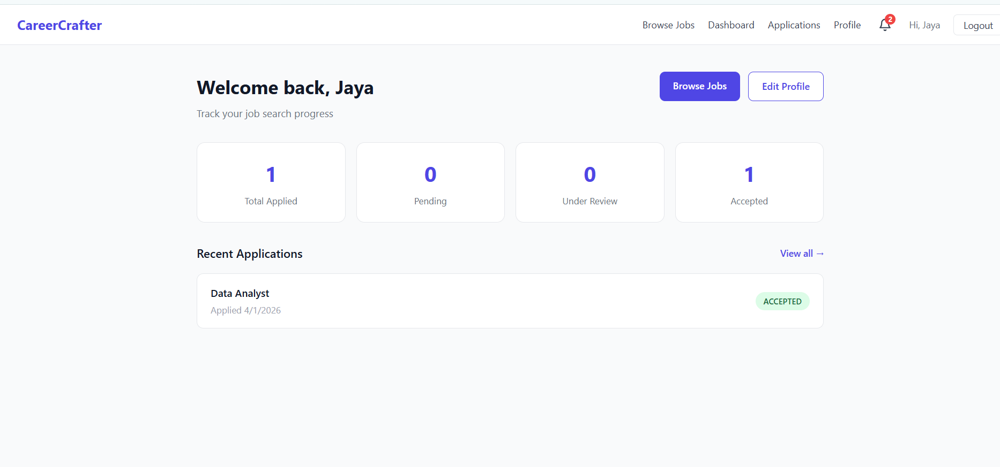 CareerCrafter
Browse Jobs Dashboard Applications Profile 2 Hi, Jaya Logout
Welcome back, Jaya
Browse Jobs Edit Profile
Track your job search progress
1 0 0 1
Total Applied Pending Under Review Accepted
Recent Applications View all →
Data Analyst
Applied 4/1/2026
ACCEPTED